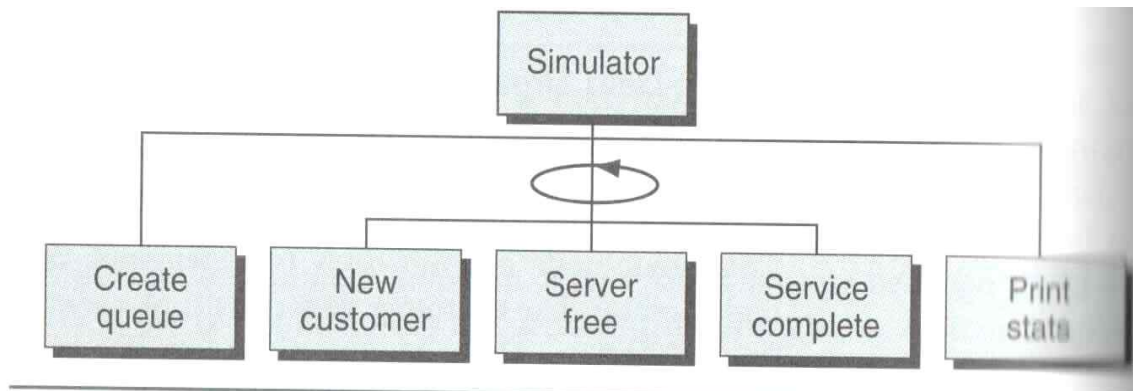 Simulator
Create
queue
New
customer
Server
free
Service
complete
Print
stats